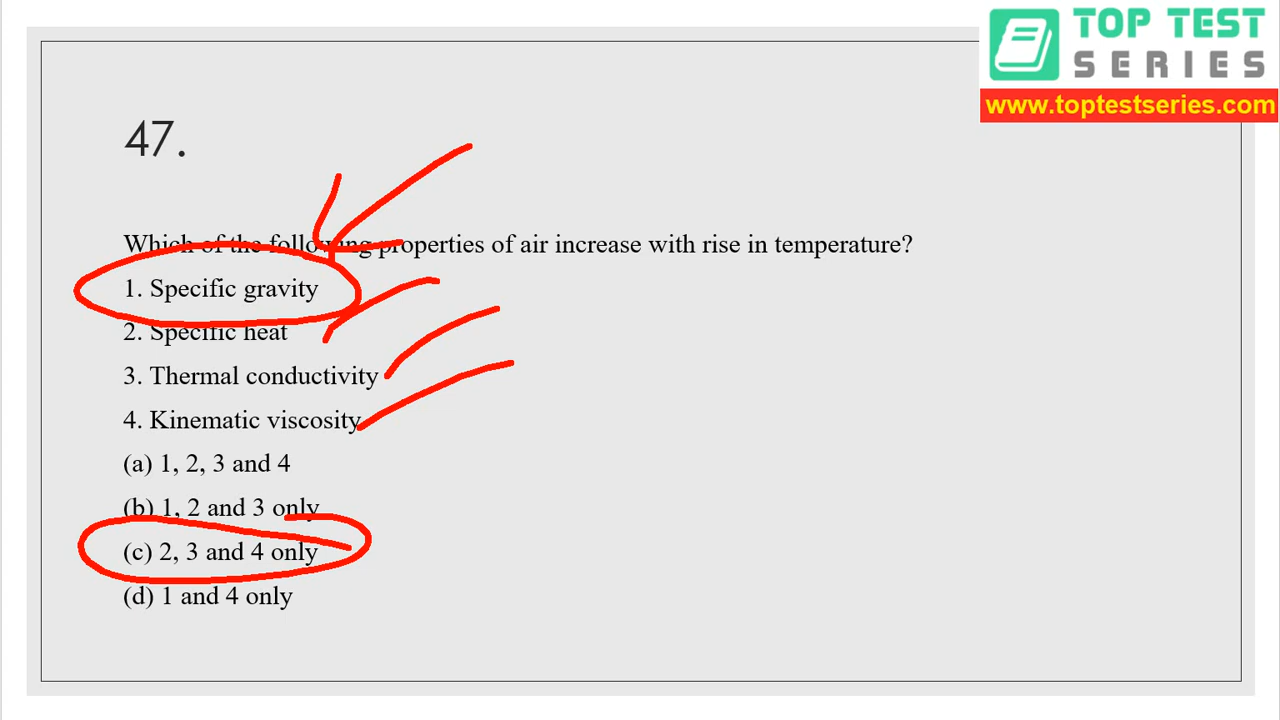 TOP TEST
SERIES
www.toptestseries.com
47.
Which of the following properties of air increase with rise in temperature?
1. Specific gravity
2. Specific heat
3. Thermal conductivity
4. Kinematic viscosity
(a) 1, 2, 3 and 4
(b) 1, 2 and 3 only
(c) 2, 3 and 4 only
(d) 1 and 4 only